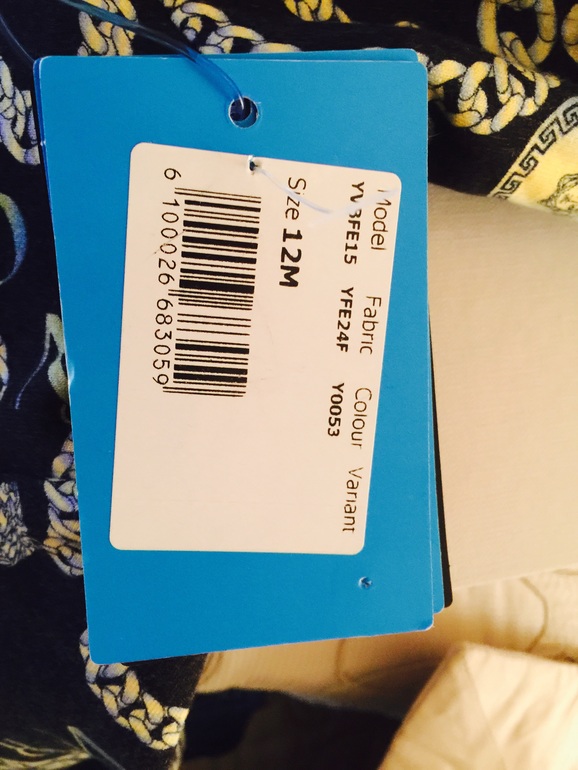 Model Fabric Colour Variant
YFE24F Y0053
Size 12M
6 100026 683059